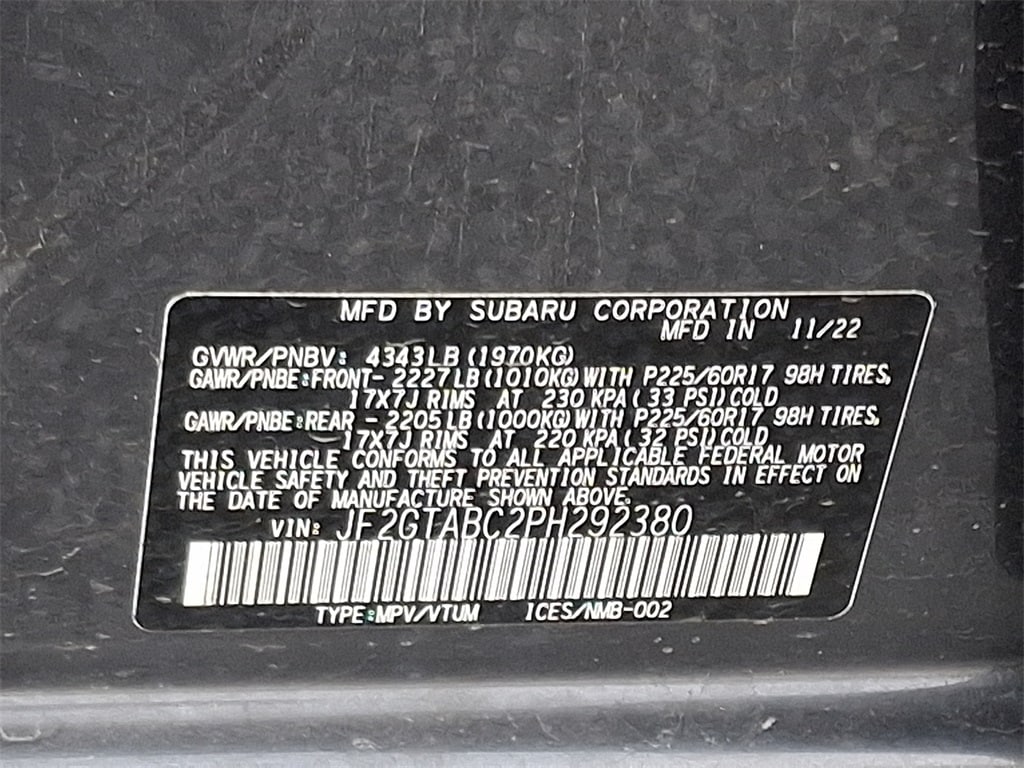 MFD BY SUBARU CORPORATION
MFD IN 11/22
GVWR/PNBV: 4343LB (1970KG)
GAWR/PNBE:FRONT- 2227LB (1010KG) WITH P225/60R17 98H TIRES,
17X7J RIMS AT 230 KPA ( 33 PSI) COLD
GAWR/PNBE:REAR - 2205LB (1000KG) WITH P225/60R17 98H TIRES,
17X7J RIMS AT 220 KPA ( 32 PSI) COLD
THIS VEHICLE CONFORMS TO ALL APPLICABLE FEDERAL MOTOR
VEHICLE SAFETY AND THEFT PREVENTION STANDARDS IN EFFECT ON
THE DATE OF MANUFACTURE SHOWN ABOVE.
VIN: JF2GTABC2PH292380
TYPE:MPV/VTUM ICES/NMB-002